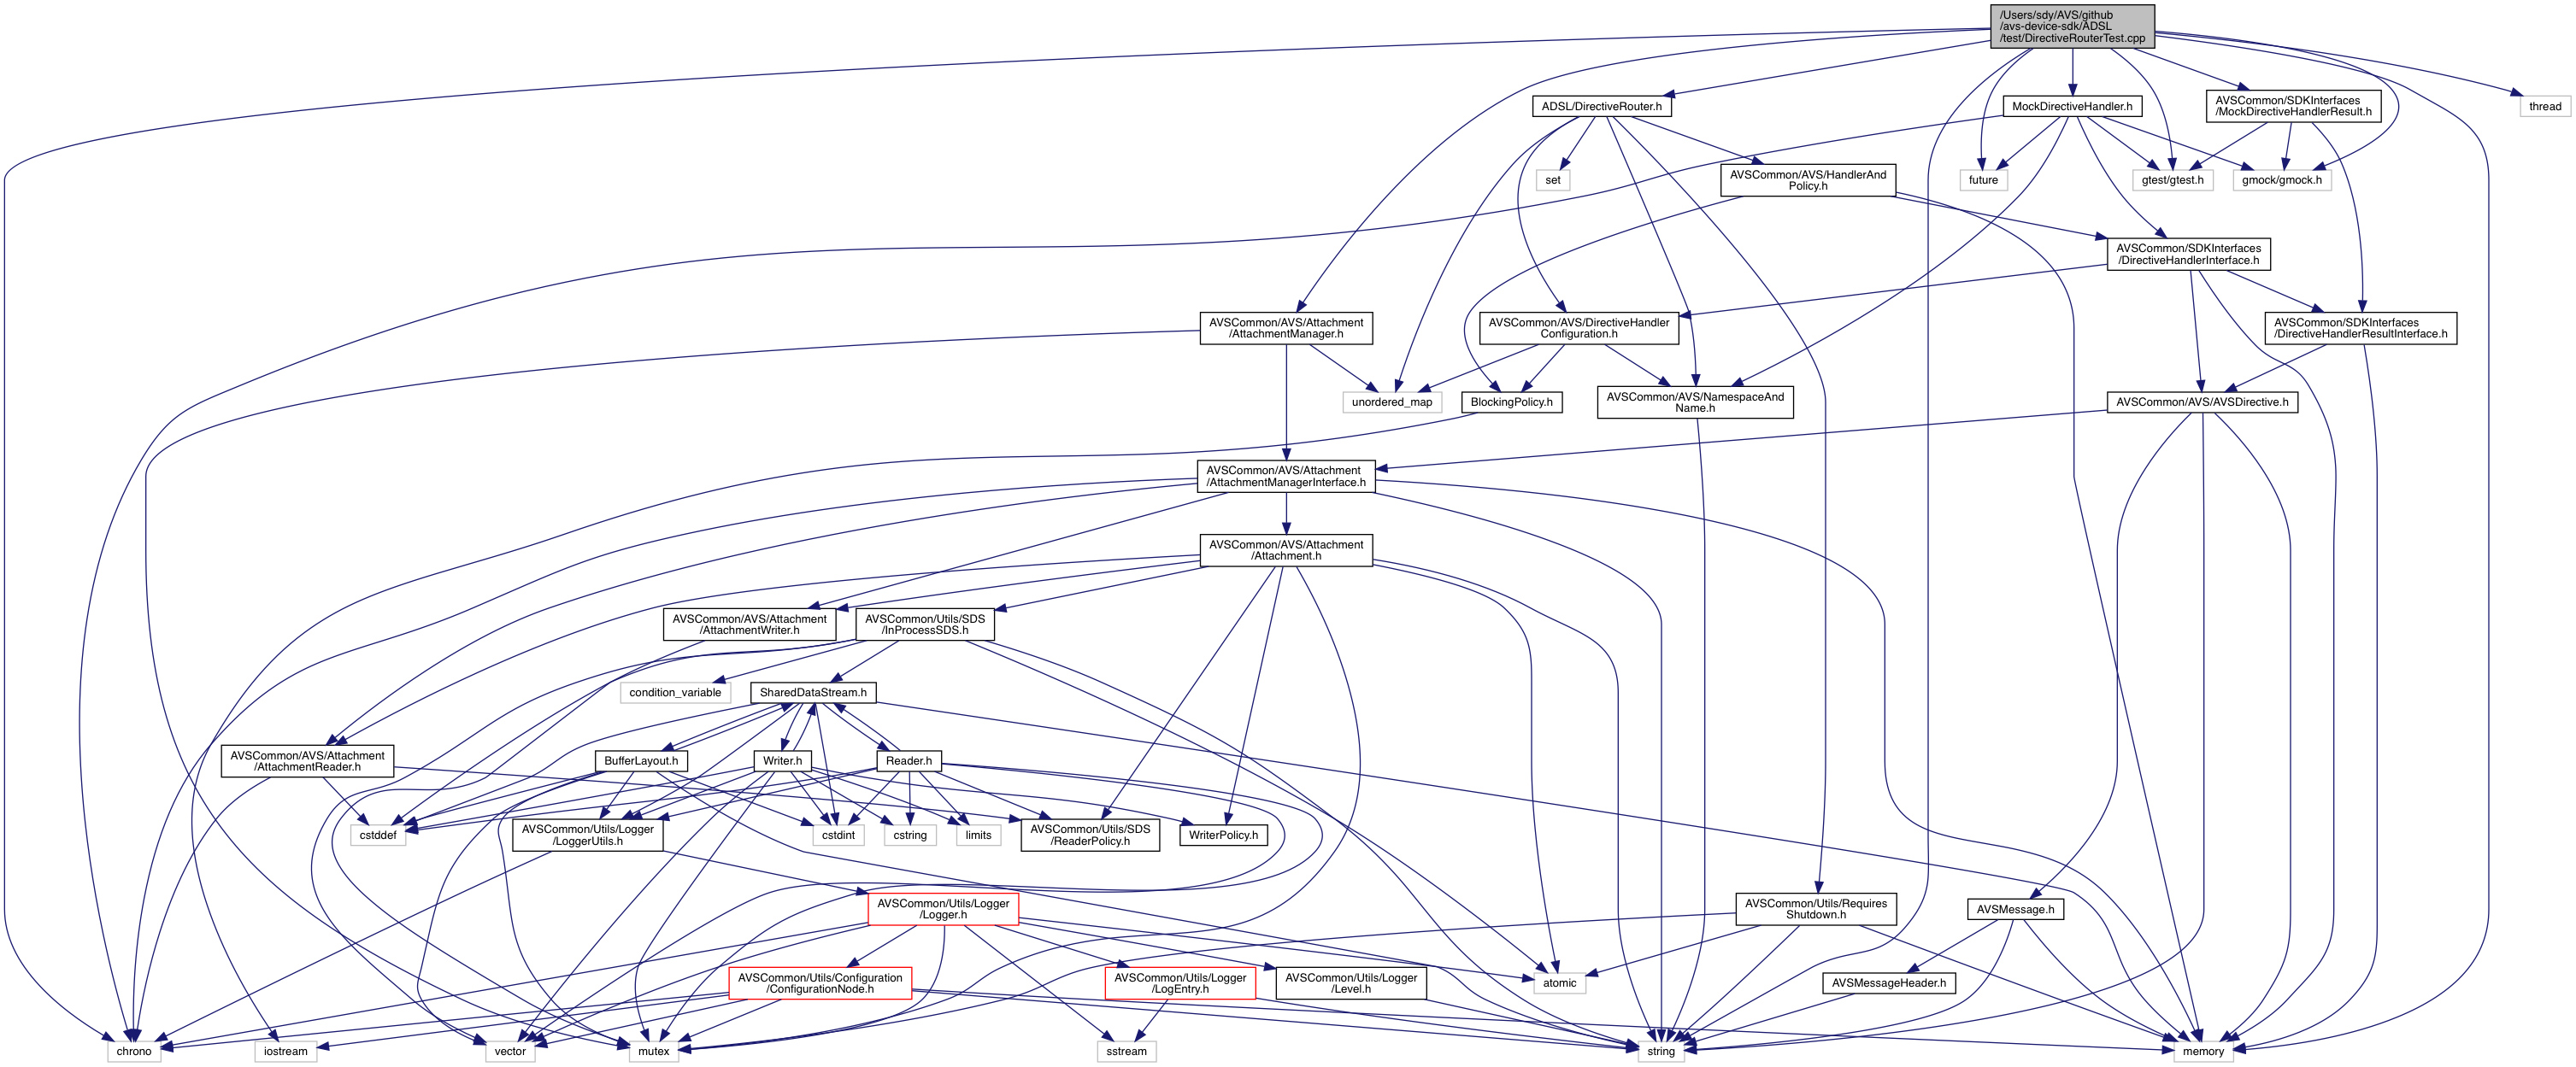 /Users/sdy/AVS/github
/avs-device-sdk/ADSL
/test/DirectiveRouterTest.cpp
ADSL/DirectiveRouter.h
MockDirectiveHandler.h
AVSCommon/SDKInterfaces
/MockDirectiveHandlerResult.h
thread
set
AVSCommon/AVS/HandlerAnd
Policy.h
future
gtest/gtest.h
gmock/gmock.h
AVSCommon/SDKInterfaces
/DirectiveHandlerInterface.h
AVSCommon/AVS/Attachment
/AttachmentManager.h
AVSCommon/AVS/DirectiveHandler
Configuration.h
AVSCommon/SDKInterfaces
/DirectiveHandlerResultInterface.h
unordered_map
BlockingPolicy.h
AVSCommon/AVS/NamespaceAnd
Name.h
AVSCommon/AVS/AVSDirective.h
AVSCommon/AVS/Attachment
/AttachmentManagerInterface.h
AVSCommon/AVS/Attachment
/Attachment.h
AVSCommon/AVS/Attachment
/AttachmentWriter.h
AVSCommon/Utils/SDS
/InProcessSDS.h
condition_variable
SharedDataStream.h
AVSCommon/AVS/Attachment
/AttachmentReader.h
BufferLayout.h
Writer.h
Reader.h
cstddef
AVSCommon/Utils/Logger
/LoggerUtils.h
cstdint
cstring
limits
AVSCommon/Utils/SDS
/ReaderPolicy.h
WriterPolicy.h
AVSCommon/Utils/Logger
/Logger.h
AVSCommon/Utils/Requires
Shutdown.h
AVSMessage.h
AVSCommon/Utils/Configuration
/ConfigurationNode.h
AVSCommon/Utils/Logger
/LogEntry.h
AVSCommon/Utils/Logger
/Level.h
atomic
AVSMessageHeader.h
chrono
iostream
vector
mutex
sstream
string
memory